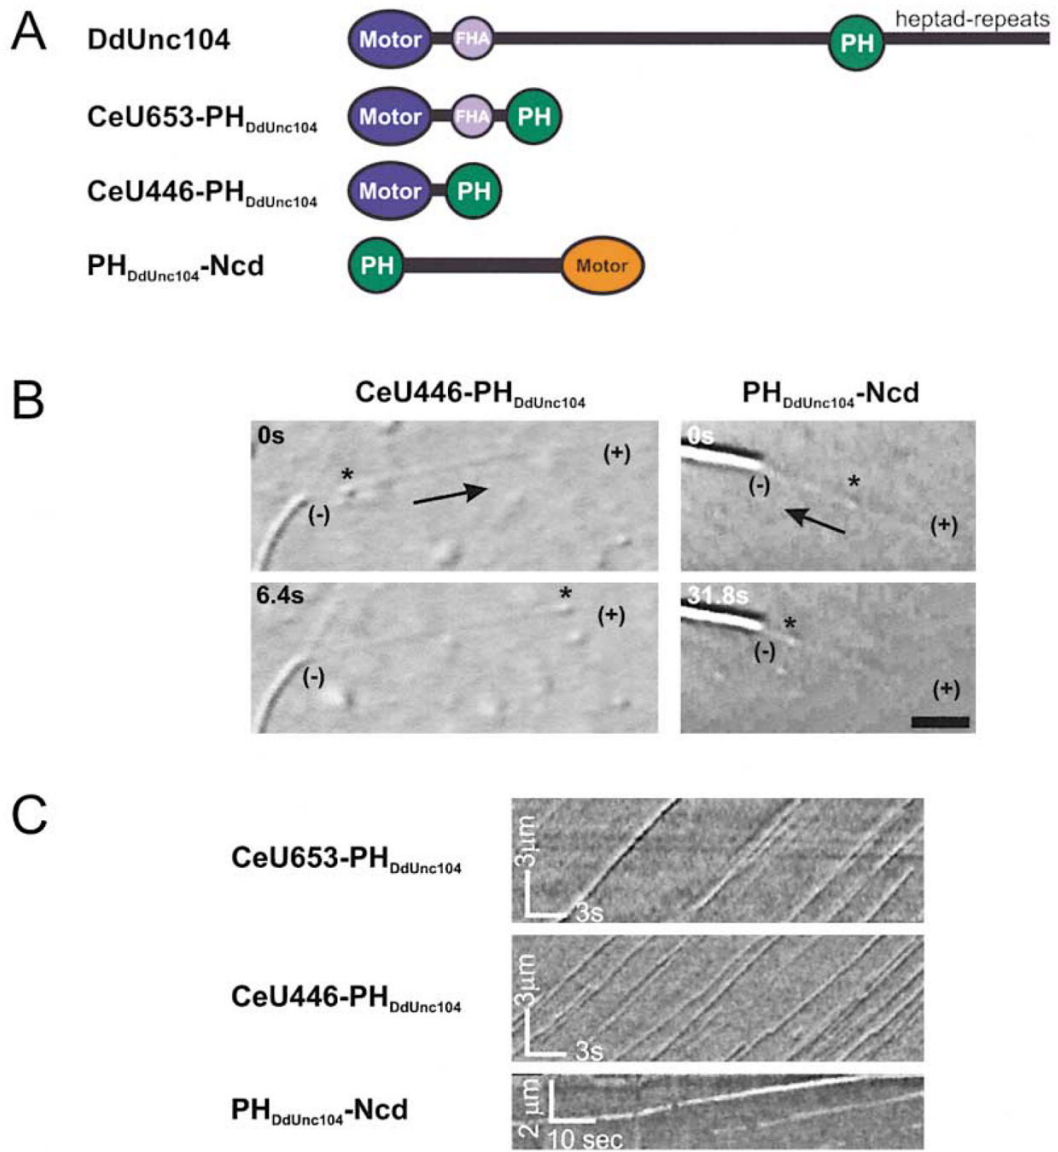 A
DdUnc104
Motor
FHA
PH
heptad-repeats
CeU653-PHDdUnc104
Motor
FHA
PH
CeU446-PHDdUnc104
Motor
PH
PHDdUnc104-Ncd
PH
Motor
B
CeU446-PHDdUnc104
PHDdUnc104-Ncd
0s
*
(+)
(-)
0s
*
(-)
(+)
6.4s
*
(+)
(-)
31.8s
*
(-)
(+)
C
CeU653-PHDdUnc104
3μm
3s
CeU446-PHDdUnc104
3μm
3s
PHDdUnc104-Ncd
2 μm
10 sec